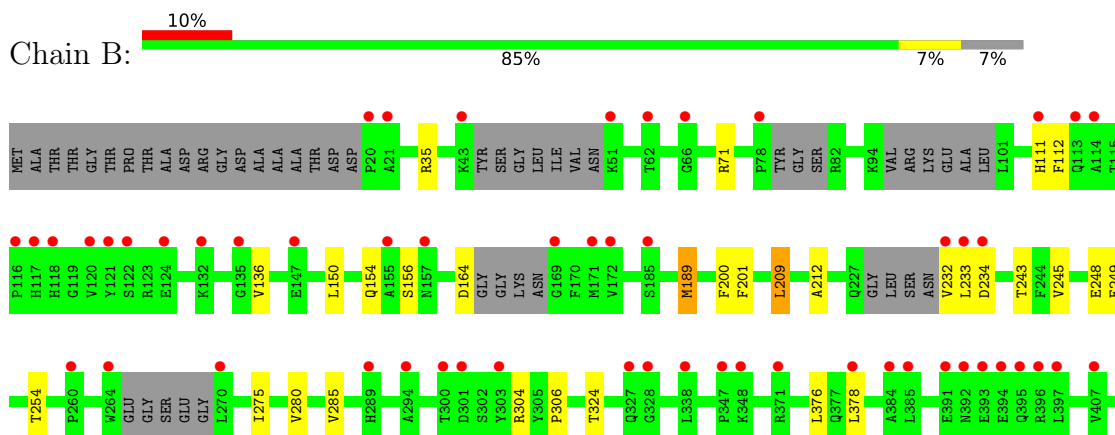 10%
Chain B:
85% 7% 7%
MET ALA THR THR GLY THR PRO THR ALA ASP ARG GLY ASP ALA ALA ALA THR ASP ASP P20 A21 R35 K43 TYR SER GLY LEU ILE VAL ASN K51 T62 G66 R71 P78 TYR GLY SER R82 K94 VAL ARG LYS GLU ALA LEU L101 H111 F112 Q113 A114 T115
P116 H117 H118 G119 V120 Y121 S122 R123 E124 K132 G135 V136 E147 L150 Q154 A155 S156 N157 D164 GLY GLY LYS ASN G169 F170 M171 V172 S185 M189 F200 F201 L209 A212 Q227 GLY LEU SER ASN V232 L233 D234 T243 F244 V245 E248 E249
T254 P260 W264 GLU GLY SER GLU GLY L270 I275 V280 V285 H289 A294 T300 D301 S302 Y303 R304 Y305 P306 T324 Q327 G328 L338 P347 K348 R371 L376 Q377 L378 A384 L385 E391 N392 E393 E394 Q395 R396 L397 V407